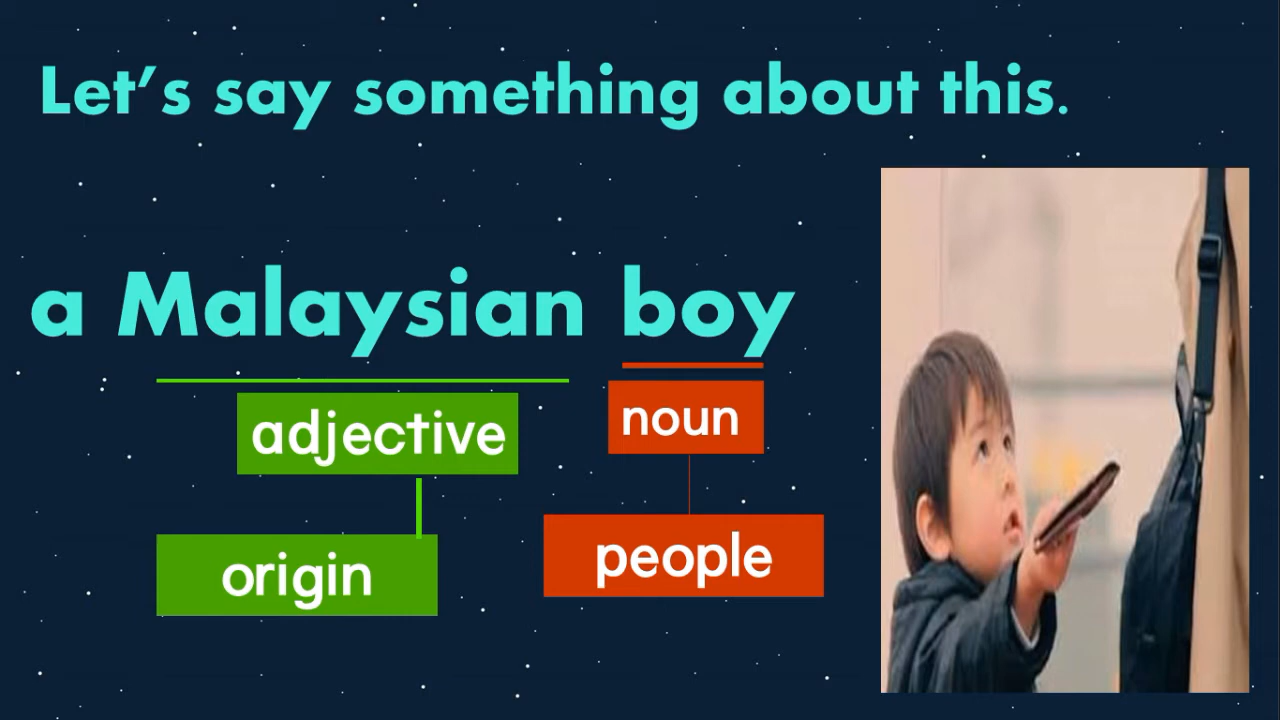 Let's say something about this.
a Malaysian boy
adjective
noun
origin
people